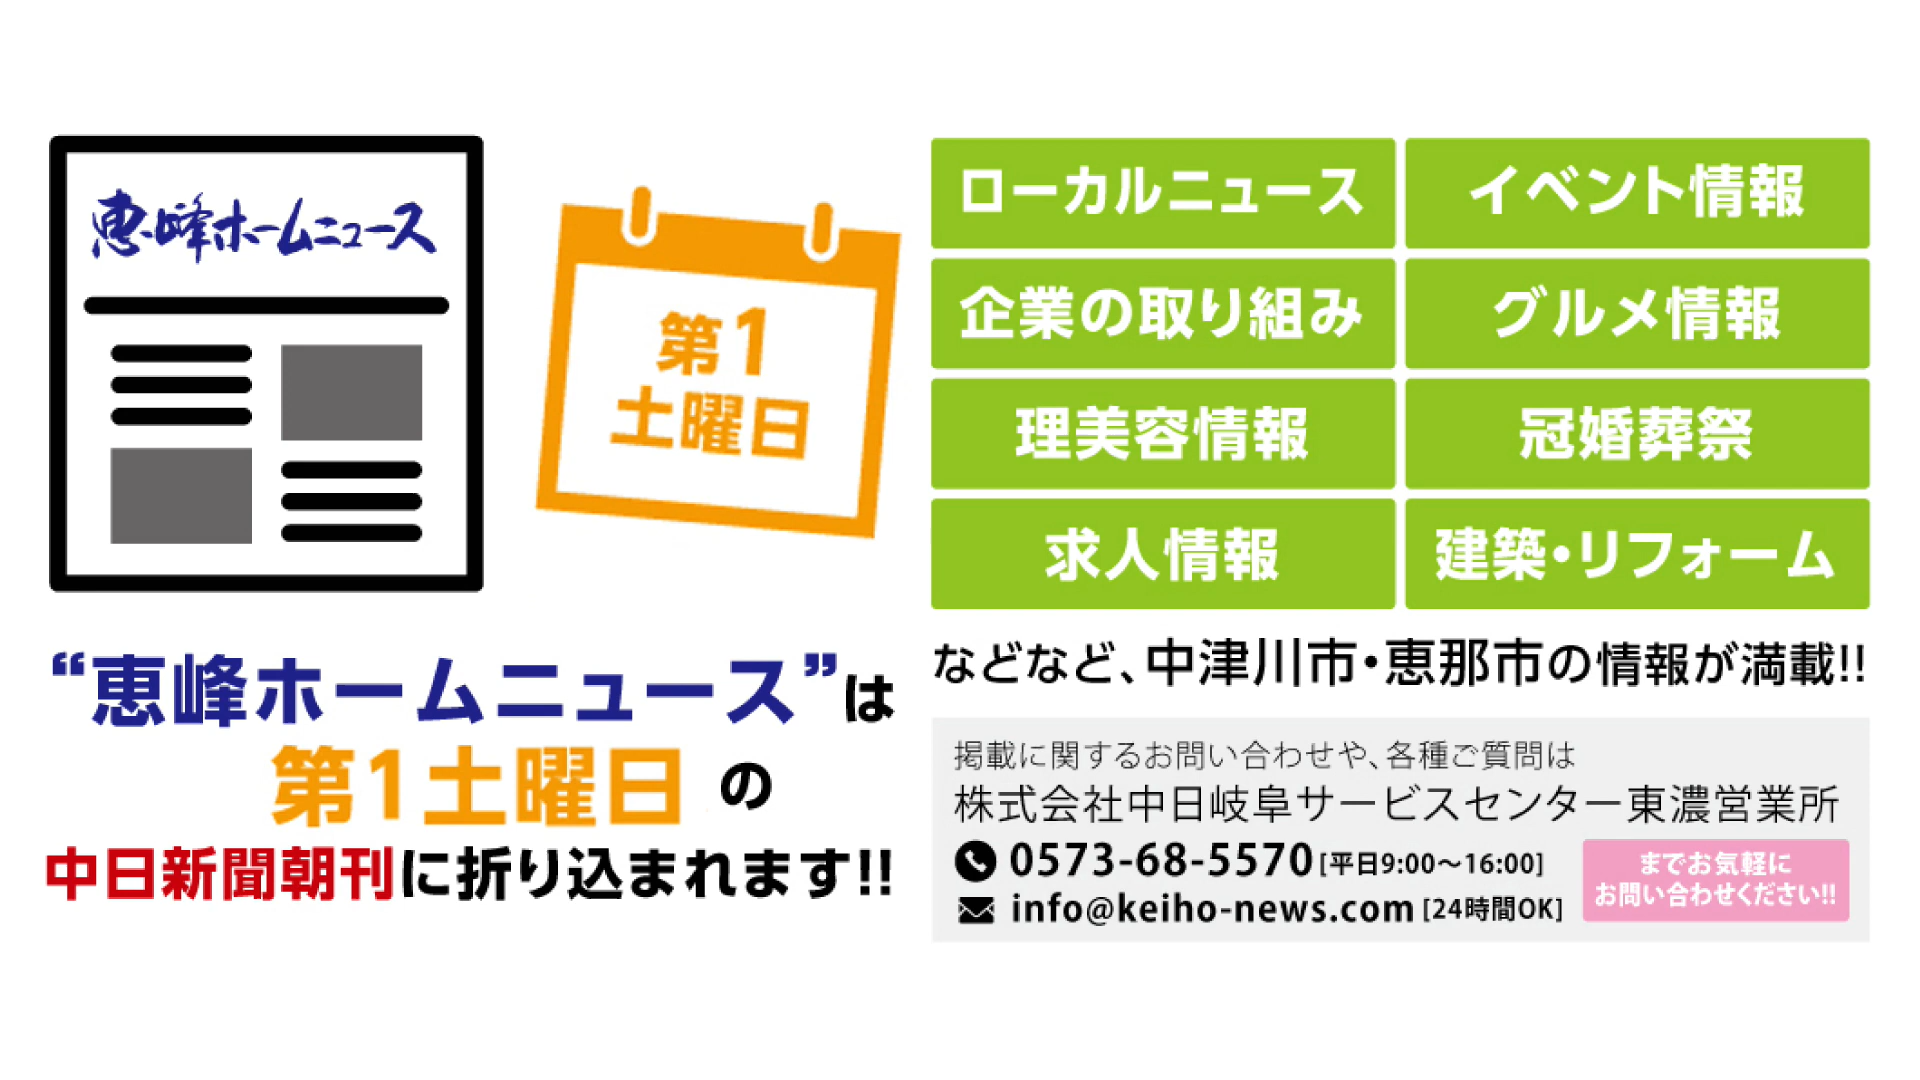 恵峰ホームニュース
第1
土曜日
“恵峰ホームニュース”は
第1土曜日の
中日新聞朝刊に折り込まれます!!
ローカルニュース
イベント情報
企業の取り組み
グルメ情報
理美容情報
冠婚葬祭
求人情報
建築・リフォーム
などなど、中津川市・恵那市の情報が満載!!
掲載に関するお問い合わせや、各種ご質問は
株式会社中日岐阜サービスセンター東濃営業所
0573-68-5570[平日9:00〜16:00]
info@keiho-news.com[24時間OK]
までお気軽に
お問い合わせください!!